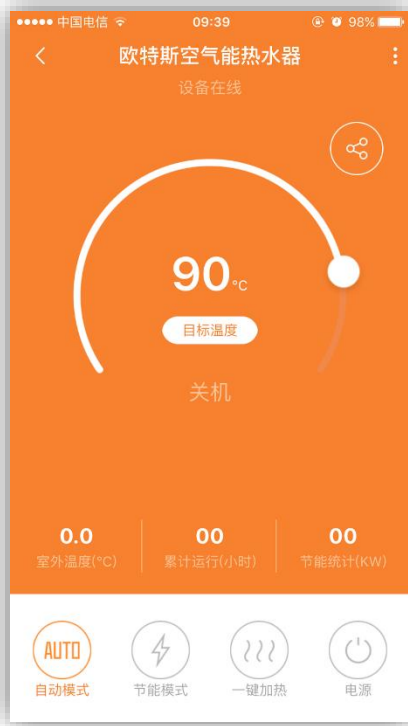 中国电信 09:39 98%
欧特斯空气能热水器
设备在线
90°C
目标温度
关机
0.0 00 00
室外温度(°C) 累计运行(小时) 节能统计(KW)
AUTO
自动模式 节能模式 一键加热 电源